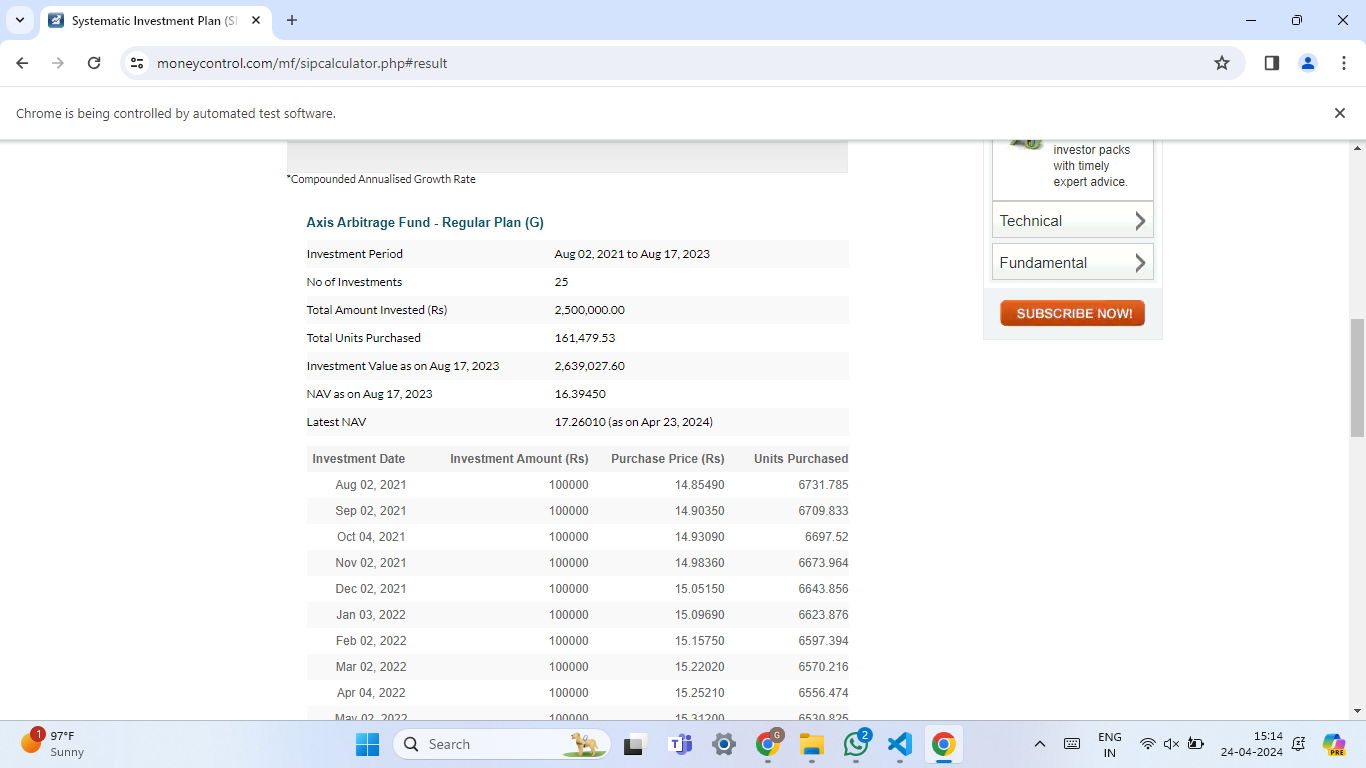 Systematic Investment Plan (SI
moneycontrol.com/mf/sipcalculator.php#result
Chrome is being controlled by automated test software.
*Compounded Annualised Growth Rate
investor packs
with timely
expert advice.
Technical
Fundamental
SUBSCRIBE NOW!
Axis Arbitrage Fund - Regular Plan (G)
Investment Period Aug 02, 2021 to Aug 17, 2023
No of Investments 25
Total Amount Invested (Rs) 2,500,000.00
Total Units Purchased 161,479.53
Investment Value as on Aug 17, 2023 2,639,027.60
NAV as on Aug 17, 2023 16.39450
Latest NAV 17.26010 (as on Apr 23, 2024)
Investment Date Investment Amount (Rs) Purchase Price (Rs) Units Purchased
Aug 02, 2021 100000 14.85490 6731.785
Sep 02, 2021 100000 14.90350 6709.833
Oct 04, 2021 100000 14.93090 6697.52
Nov 02, 2021 100000 14.98360 6673.964
Dec 02, 2021 100000 15.05150 6643.856
Jan 03, 2022 100000 15.09690 6623.876
Feb 02, 2022 100000 15.15750 6597.394
Mar 02, 2022 100000 15.22020 6570.216
Apr 04, 2022 100000 15.25210 6556.474
May 02, 2022 100000 15.31200 6530.825
1
97°F
Sunny
Search
G
2
ENG
IN
15:14
24-04-2024
PRE